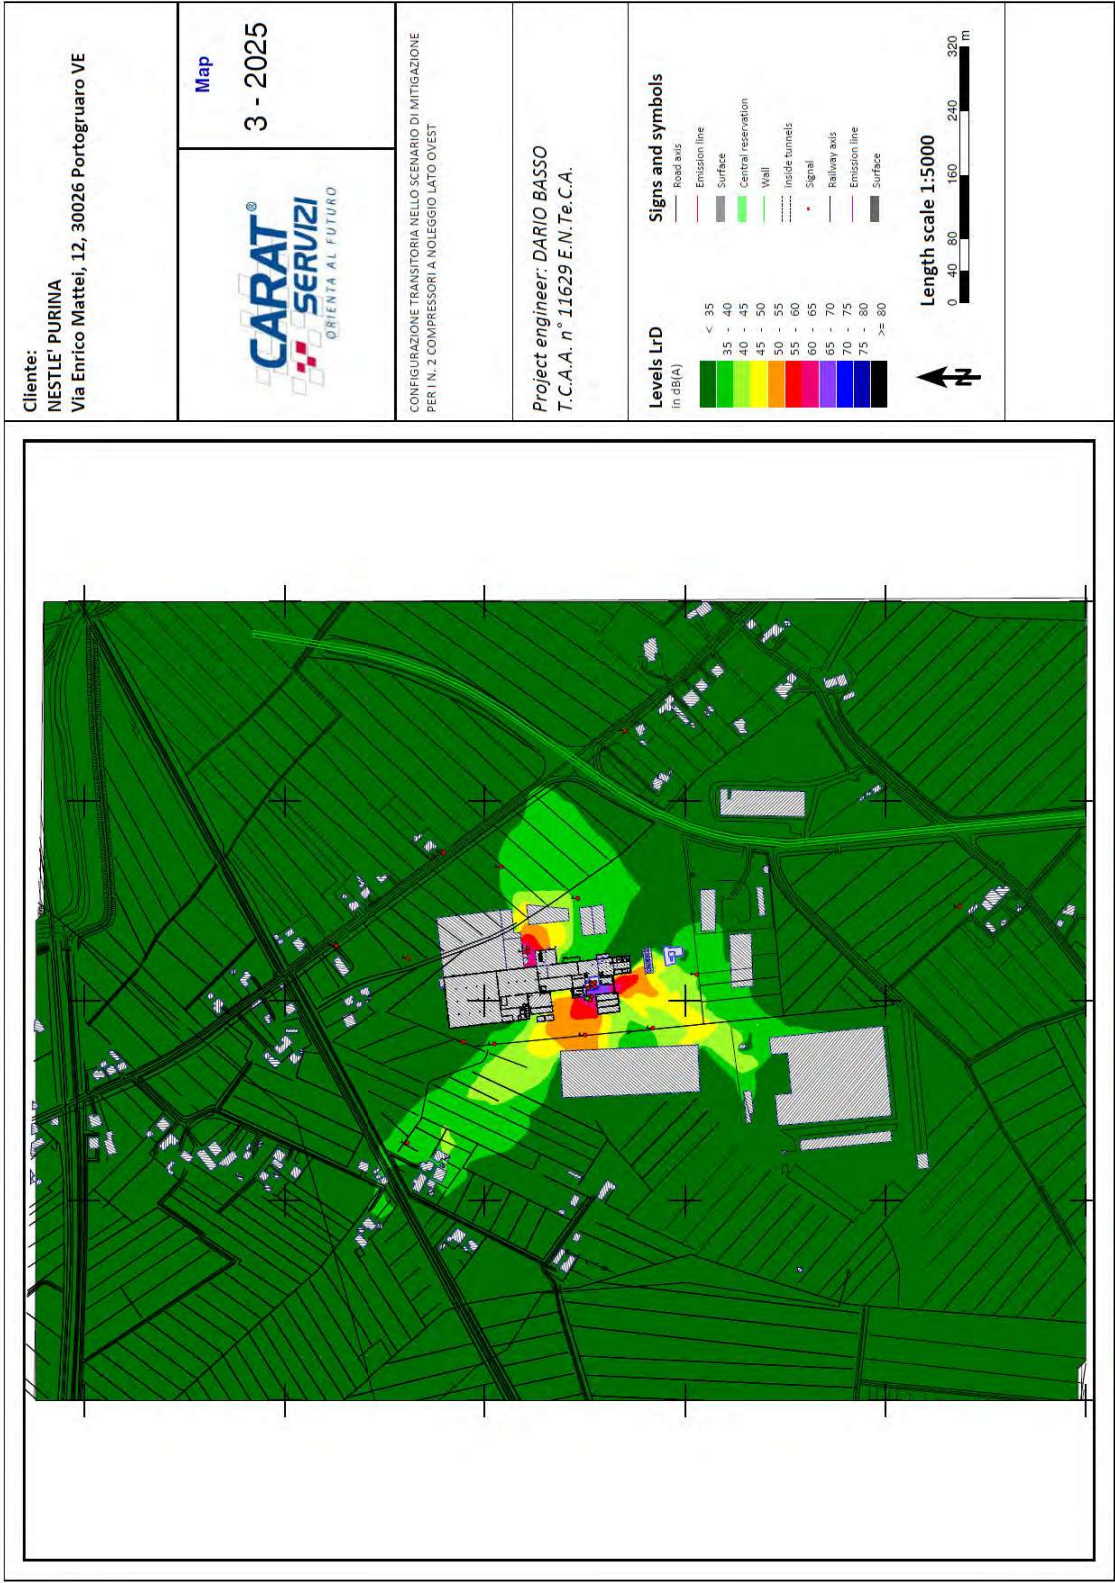 Cliente:
NESTLE' PURINA
Via Enrico Mattei, 12, 30026 Portogruaro VE
Map
3 - 2025
CARAT®
SERVIZI
ORIENTA AL FUTURO
CONFIGURAZIONE TRANSITORIA NELLO SCENARIO DI MITIGAZIONE
PER I N. 2 COMPRESSORI A NOLEGGIO LATO OVEST
Project engineer: DARIO BASSO
T.C.A.A. n° 11629 E.N.Te.C.A.
Levels LrD
in dB(A)
< 35
35 - 40
40 - 45
45 - 50
50 - 55
55 - 60
60 - 65
65 - 70
70 - 75
75 - 80
>= 80
Signs and symbols
Road axis
Emission line
Surface
Central reservation
Wall
inside tunnels
Signal
Railway axis
Emission line
Surface
N
Length scale 1:5000
0 40 80 160 240 320
m